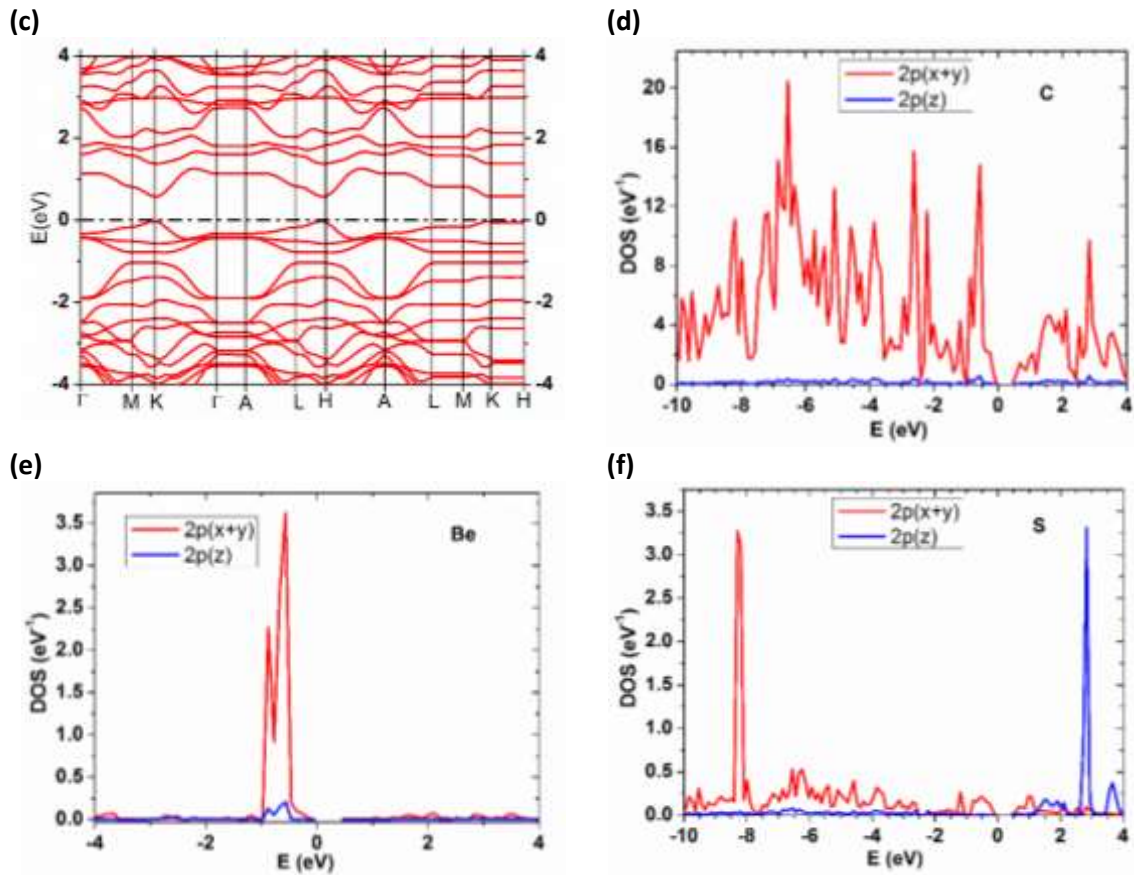 (c)
4
2
0
-2
-4
E(eV)
4
2
0
-2
-4
Γ M K Γ A L H A L M K H
(d)
2p(x+y)
2p(z)
C
20
16
12
8
4
0
DOS (eV⁻¹)
-10 -8 -6 -4 -2 0 2 4
E (eV)
(e)
2p(x+y)
2p(z)
Be
3.5
3.0
2.5
2.0
1.5
1.0
0.5
0.0
DOS (eV⁻¹)
-4 -2 0 2 4
E (eV)
(f)
2p(x+y)
2p(z)
S
3.5
3.0
2.5
2.0
1.5
1.0
0.5
0.0
DOS (eV⁻¹)
-10 -8 -6 -4 -2 0 2 4
E (eV)